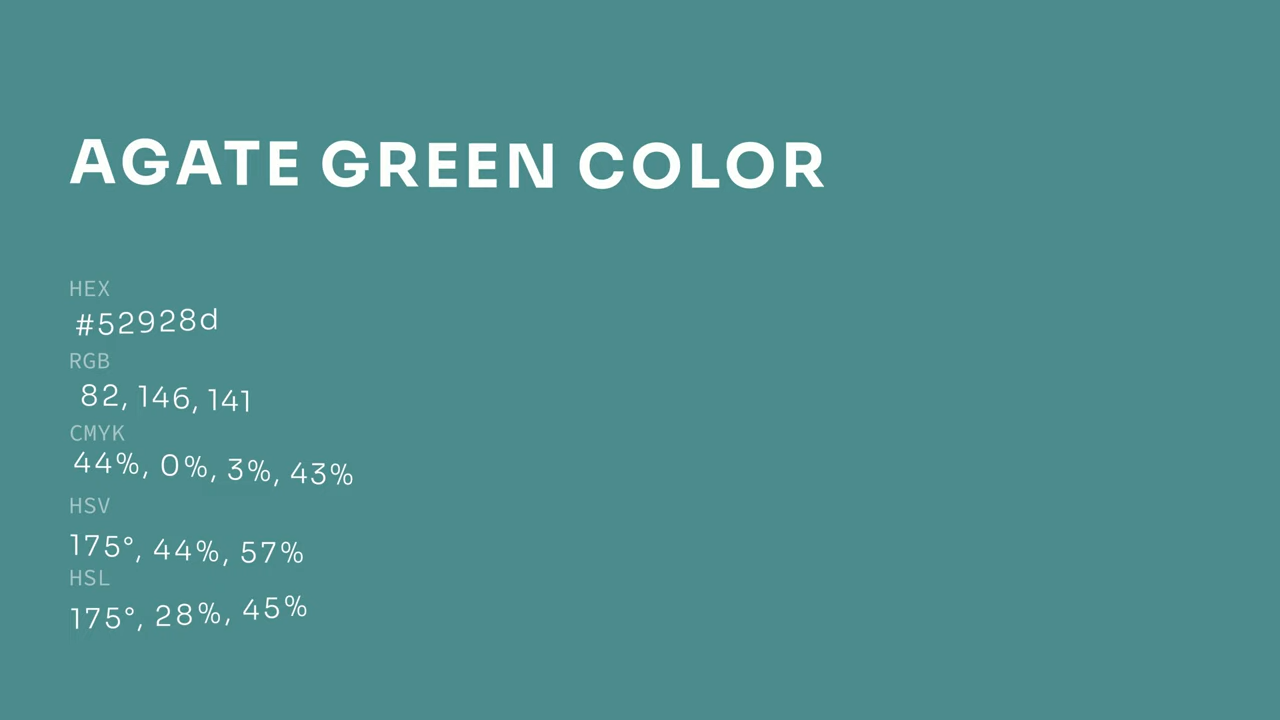 AGATE GREEN COLOR
HEX
#52928d
RGB
82, 146, 141
CMYK
44%, 0%, 3%, 43%
HSV
175°, 44%, 57%
HSL
175°, 28%, 45%